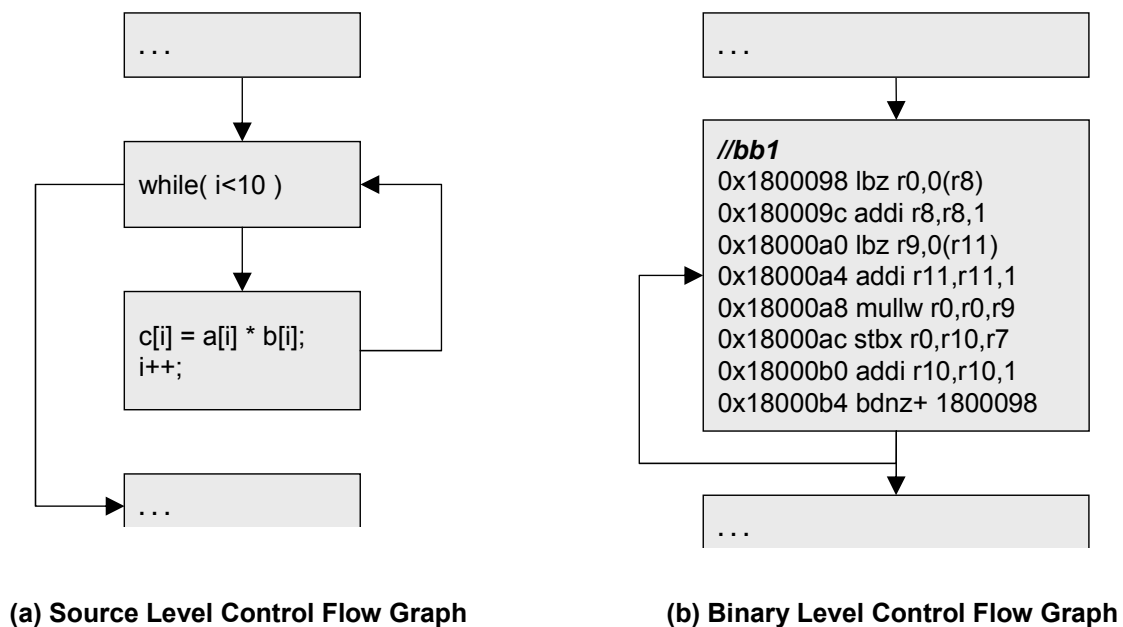 . . .
while( i<10 )
c[i] = a[i] * b[i];
i++;
. . .
(a) Source Level Control Flow Graph
. . .
//bb1
0x1800098 lbz r0,0(r8)
0x180009c addi r8,r8,1
0x18000a0 lbz r9,0(r11)
0x18000a4 addi r11,r11,1
0x18000a8 mullw r0,r0,r9
0x18000ac stbx r0,r10,r7
0x18000b0 addi r10,r10,1
0x18000b4 bdnz+ 1800098
. . .
(b) Binary Level Control Flow Graph